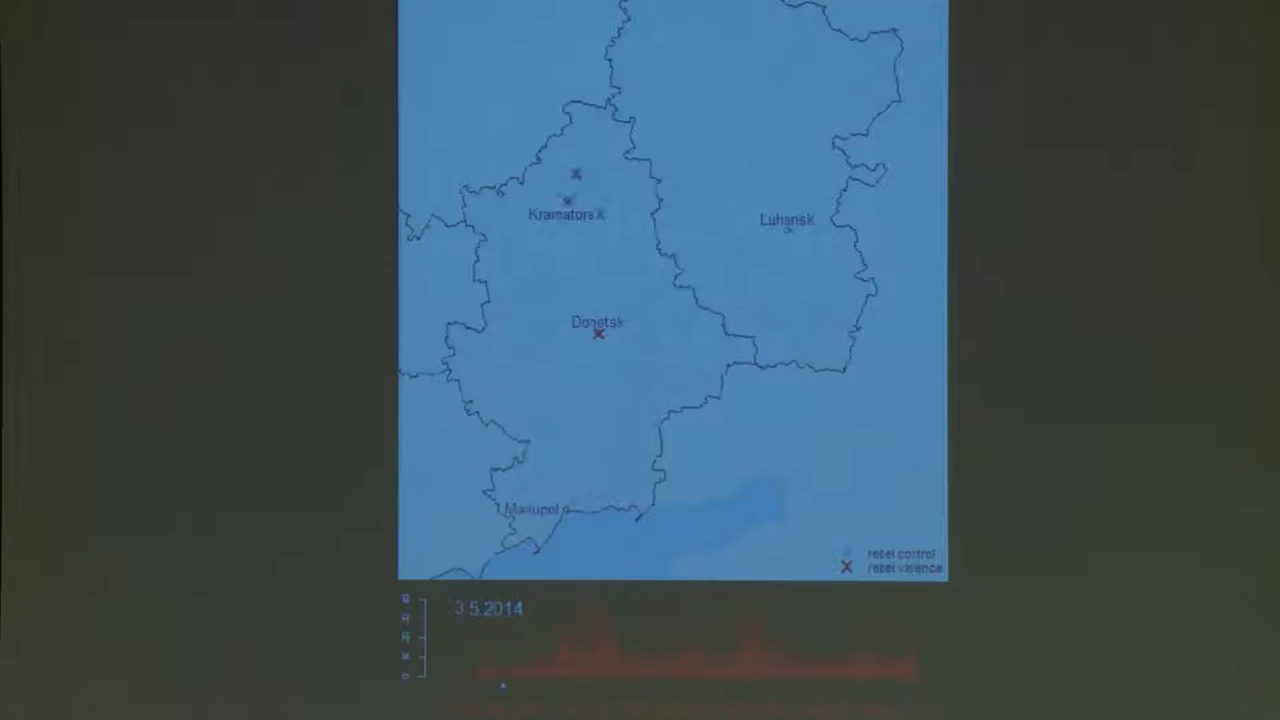 Kramatorsk
Luhansk
Donetsk
Mariupol
rebel control
rebel violence
3.5.2014